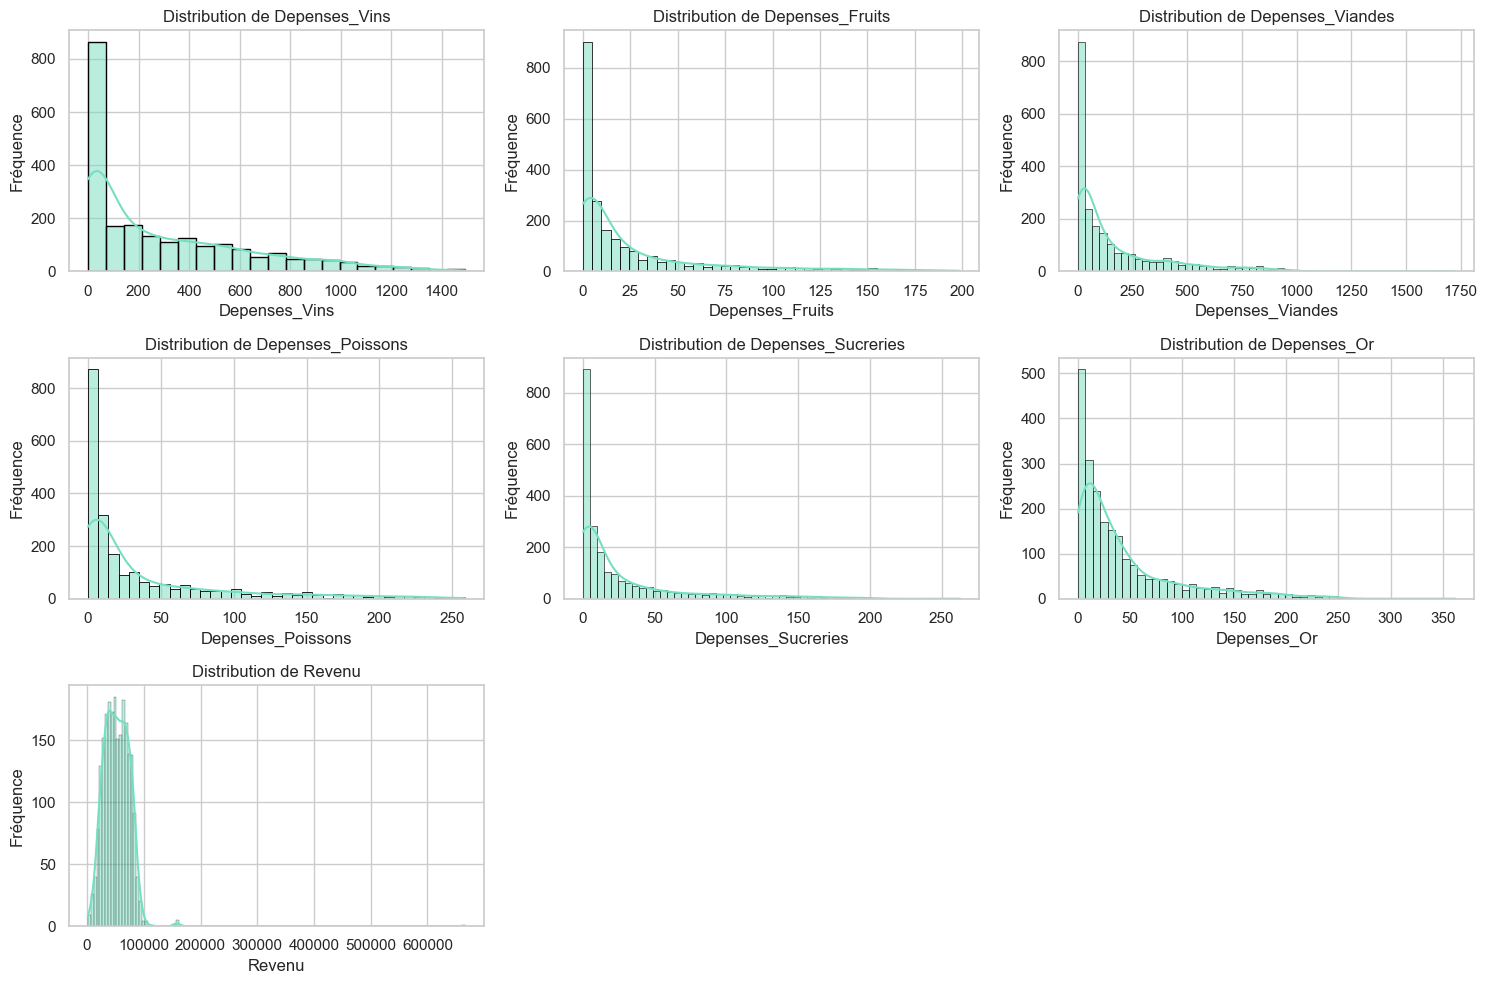 Distribution de Depenses_Vins
Fréquence
800
600
400
200
0
0 200 400 600 800 1000 1200 1400
Depenses_Vins
Distribution de Depenses_Fruits
Fréquence
800
600
400
200
0
0 25 50 75 100 125 150 175 200
Depenses_Fruits
Distribution de Depenses_Viandes
Fréquence
800
600
400
200
0
0 250 500 750 1000 1250 1500 1750
Depenses_Viandes
Distribution de Depenses_Poissons
Fréquence
800
600
400
200
0
0 50 100 150 200 250
Depenses_Poissons
Distribution de Depenses_Sucreries
Fréquence
800
600
400
200
0
0 50 100 150 200 250
Depenses_Sucreries
Distribution de Depenses_Or
Fréquence
500
400
300
200
100
0
0 50 100 150 200 250 300 350
Depenses_Or
Distribution de Revenu
Fréquence
150
100
50
0
0 100000 200000 300000 400000 500000 600000
Revenu